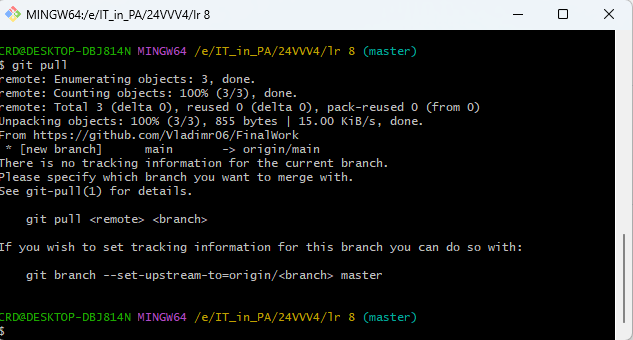 MINGW64:/e/IT_in_PA/24VVV4/lr 8
CRD@DESKTOP-DBJ814N MINGW64 /e/IT_in_PA/24VVV4/lr 8 (master)
$ git pull
remote: Enumerating objects: 3, done.
remote: Counting objects: 100% (3/3), done.
remote: Total 3 (delta 0), reused 0 (delta 0), pack-reused 0 (from 0)
Unpacking objects: 100% (3/3), 855 bytes | 15.00 KiB/s, done.
From https://github.com/Vladimr06/FinalWork
 * [new branch]      main       -> origin/main
There is no tracking information for the current branch.
Please specify which branch you want to merge with.
See git-pull(1) for details.
    git pull <remote> <branch>
If you wish to set tracking information for this branch you can do so with:
    git branch --set-upstream-to=origin/<branch> master
CRD@DESKTOP-DBJ814N MINGW64 /e/IT_in_PA/24VVV4/lr 8 (master)
$